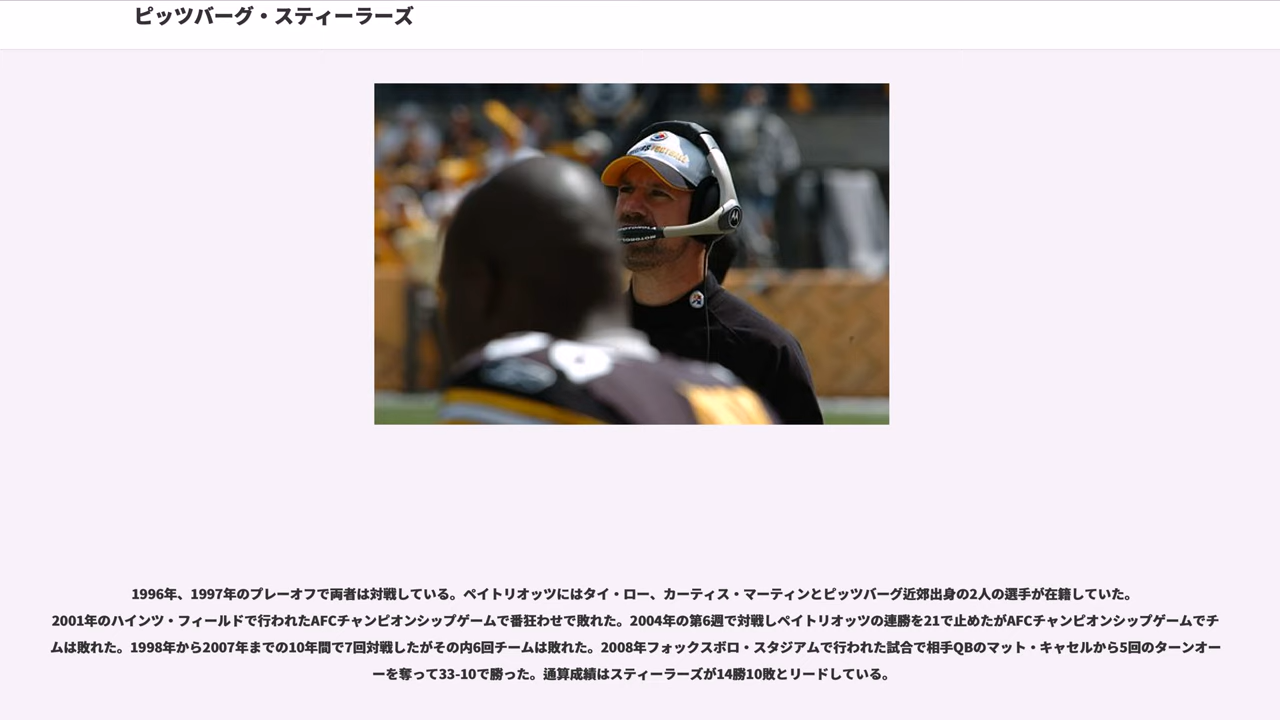 ピッツバーグ・スティーラーズ
1996年、1997年のプレーオフで両者は対戦している。ペイトリオッツにはタイ・ロー、カーティス・マーティンとピッツバーグ近郊出身の2人の選手が在籍していた。
2001年のハインツ・フィールドで行われたAFCチャンピオンシップゲームで番狂わせで敗れた。2004年の第6週で対戦しペイトリオッツの連勝を21で止めたがAFCチャンピオンシップゲームでチ
ムは敗れた。1998年から2007年までの10年間で7回対戦したがその内6回チームは敗れた。2008年フォックスボロ・スタジアムで行われた試合で相手QBのマット・キャセルから5回のターンオー
ーを奪って33-10で勝った。通算成績はスティーラーズが14勝10敗とリードしている。